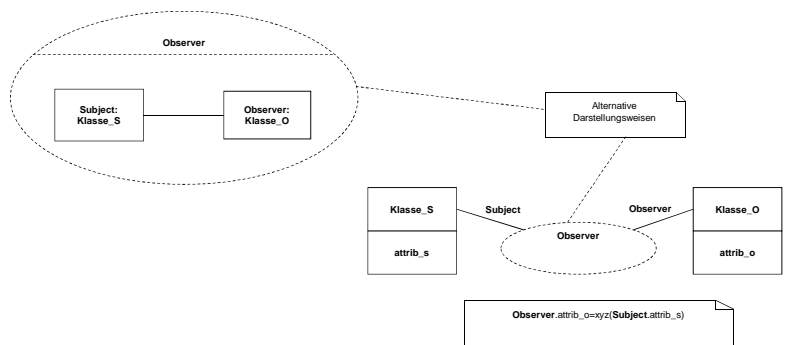 Observer
Subject:
Klasse_S
Observer:
Klasse_O
Alternative
Darstellungsweisen
Klasse_S
attrib_s
Subject
Observer
Observer
Klasse_O
attrib_o
Observer.attrib_o=xyz(Subject.attrib_s)